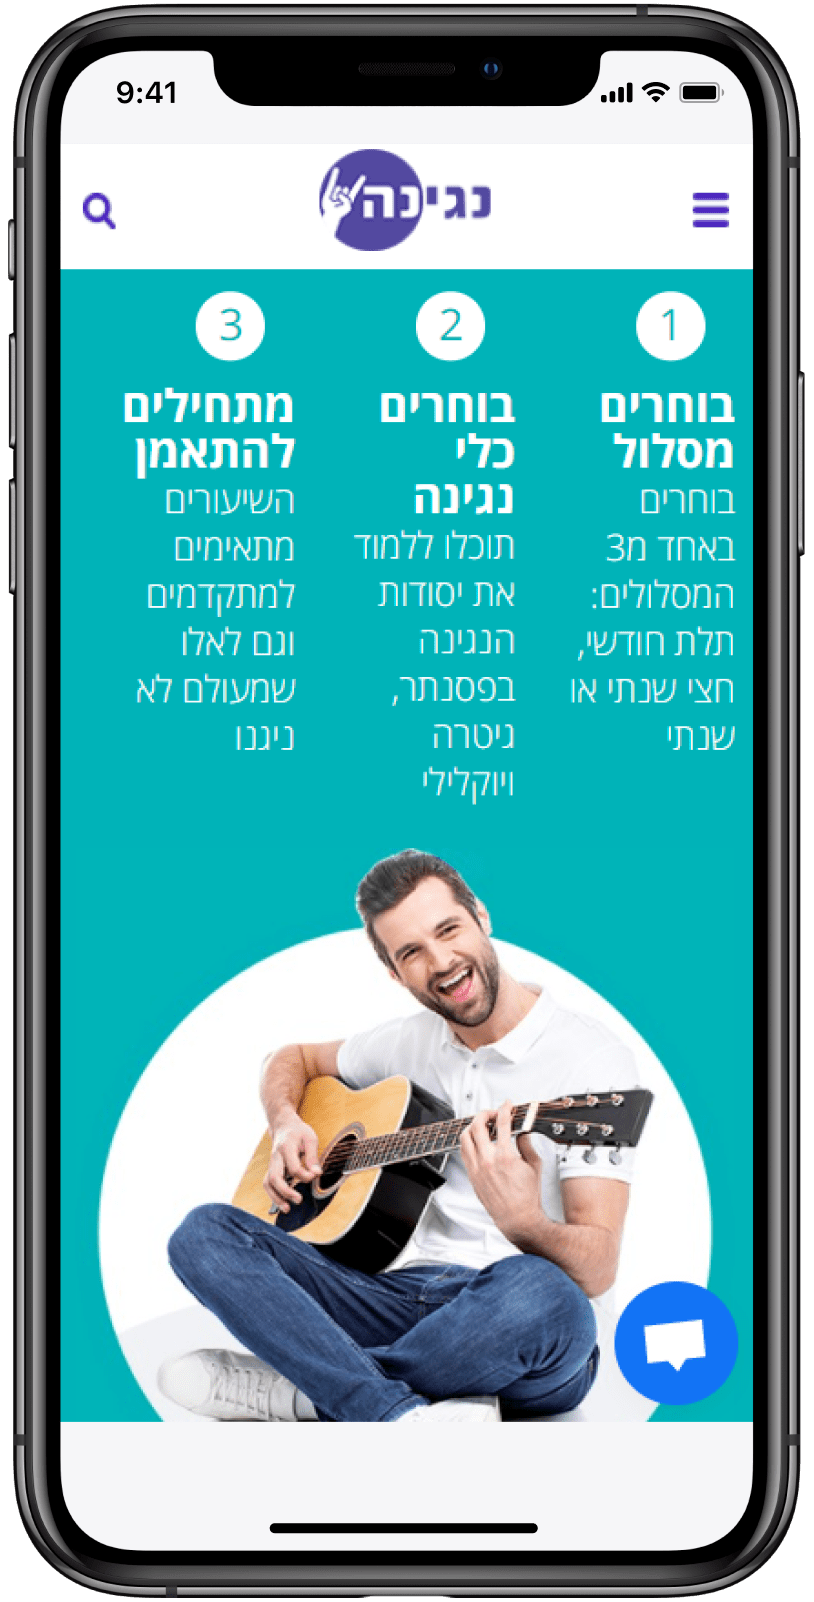 9:41
נגינה
1
בוחרים
מסלול
בוחרים
באחד מ3
המסלולים:
תלת חודשי,
חצי שנתי או
שנתי
2
בוחרים
כלי
נגינה
תוכלו ללמוד
את יסודות
הנגינה
בפסנתר,
גיטרה
ויוקלילי
3
מתחילים
להתאמן
השיעורים
מתאימים
למתקדמים
וגם לאלו
שמעולם לא
ניגנו